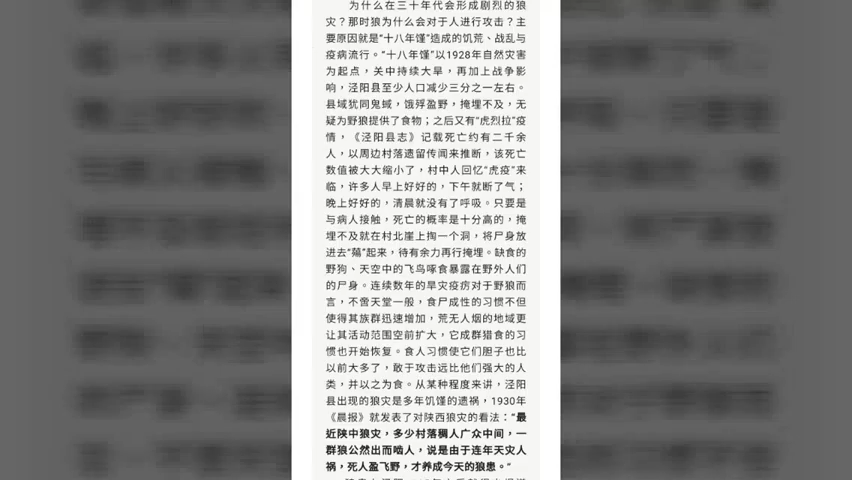 为什么在三十年代会形成剧烈的狼
灾？那时狼为什么会对于人进行攻击？主
要原因就是“十八年馑”造成的饥荒、战乱与
疫病流行。“十八年馑”以1928年自然灾害
为起点，关中持续大旱，再加上战争影
响，泾阳县至少人口减少三分之一左右。
县域犹同鬼蜮，饿殍盈野，掩埋不及，无
疑为野狼提供了食物；之后又有“虎烈拉”疫
情，《泾阳县志》记载死亡约有二千余
人，以周边村落遗留传闻来推断，该死亡
数值被大大缩小了，村中人回忆“虎疫”来
临，许多人早上好好的，下午就断了气；
晚上好好的，清晨就没有了呼吸。只要是
与病人接触，死亡的概率是十分高的，掩
埋不及就在村北崖上掏一个洞，将尸身放
进去“䕩”起来，待有余力再行掩埋。缺食的
野狗、天空中的飞鸟啄食暴露在野外人们
的尸身。连续数年的旱灾疫疠对于野狼而
言，不啻天堂一般，食尸成性的习惯不但
使得其族群迅速增加，荒无人烟的地域更
让其活动范围空前扩大，它成群猎食的习
惯也开始恢复。食人习惯使它们胆子也比
以前大多了，敢于攻击远比他们强大的人
类，并以之为食。从某种程度来讲，泾阳
县出现的狼灾是多年饥馑的遗祸，1930年
《晨报》就发表了对陕西狼灾的看法：“最
近陕中狼灾，多少村落稠人广众中间，一
群狼公然出而啮人，说是由于连年天灾人
祸，死人盈飞野，才养成今天的狼患。”